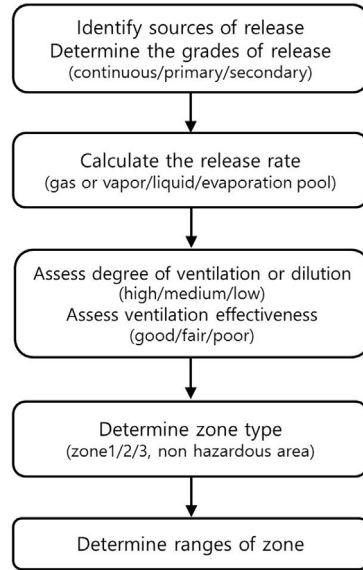 Identify sources of release
Determine the grades of release
(continuous/primary/secondary)
Calculate the release rate
(gas or vapor/liquid/evaporation pool)
Assess degree of ventilation or dilution
(high/medium/low)
Assess ventilation effectiveness
(good/fair/poor)
Determine zone type
(zone1/2/3, non hazardous area)
Determine ranges of zone